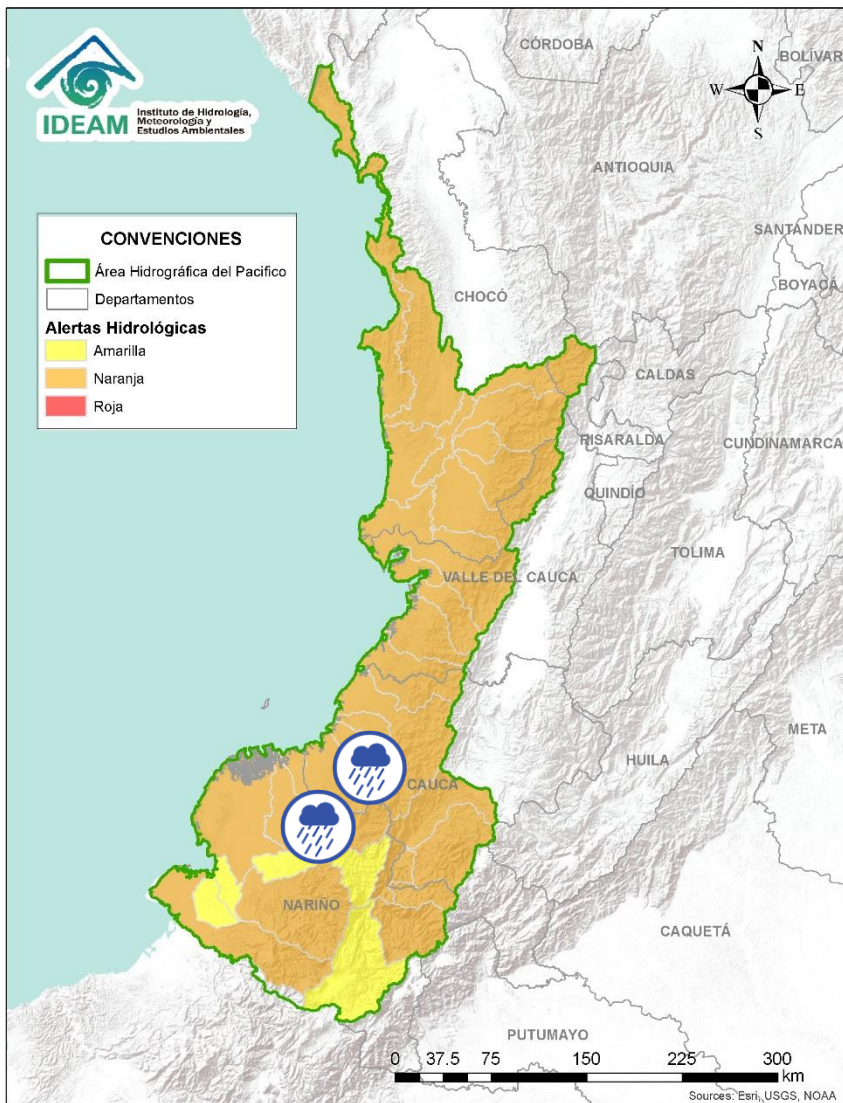 IDEAM
Instituto de Hidrología,
Meteorología y
Estudios Ambientales
CÓRDOBA
BOLÍVAR
N
W
E
S
ANTIOQUIA
SANTANDER
BOYACÁ
CONVENCIONES
Área Hidrográfica del Pacifico
Departamentos
Alertas Hidrológicas
Amarilla
Naranja
Roja
CHOCÓ
CALDAS
RISARALDA
CUNDINAMARCA
QUINDÍO
TOLIMA
VALLE DEL CAUCA
META
HUILA
CAUCA
NARIÑO
CAQUETÁ
PUTUMAYO
0 37.5 75 150 225 300
km
Sources: Esri, USGS, NOAA